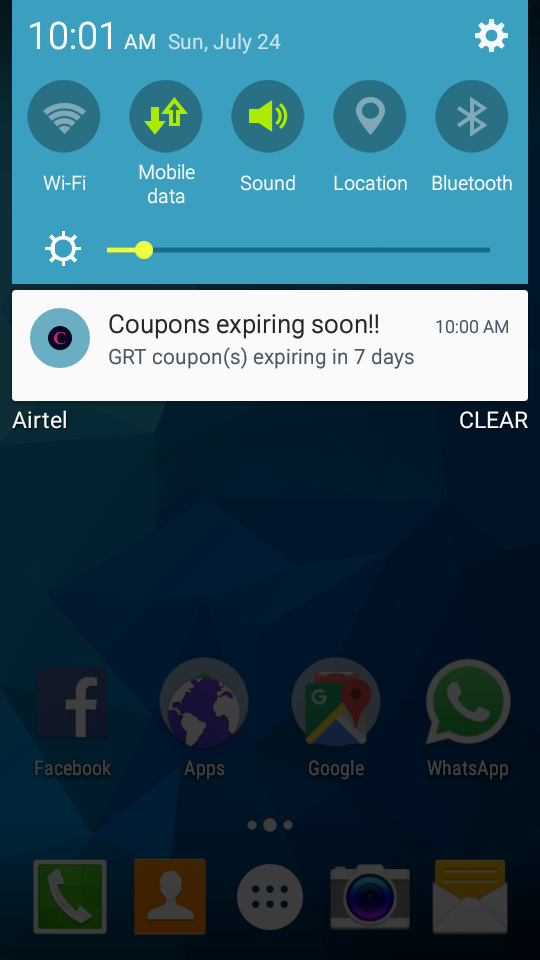 10:01 AM Sun, July 24
Wi-Fi
Mobile
data
Sound
Location
Bluetooth
C
Coupons expiring soon!!
10:00 AM
GRT coupon(s) expiring in 7 days
Airtel
CLEAR
f
G
Facebook
Apps
Google
WhatsApp